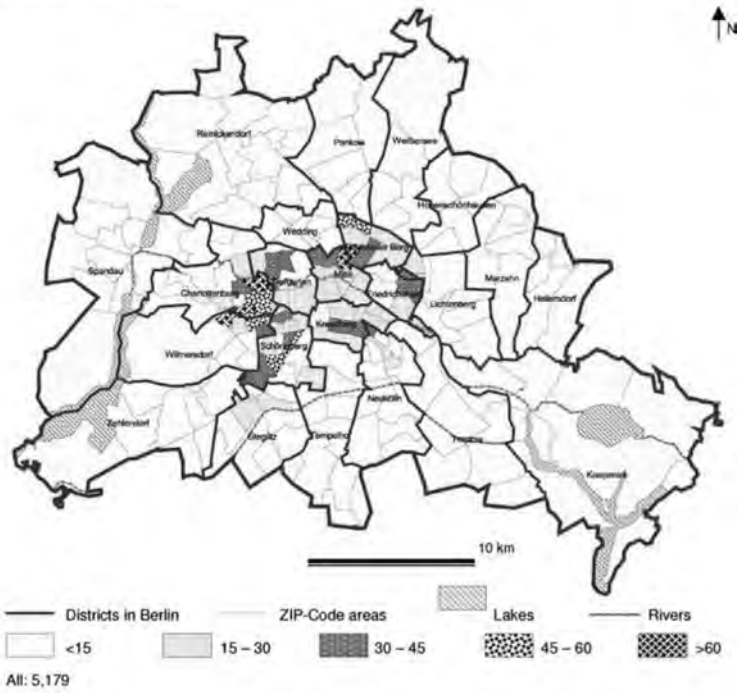 N
Reinickendorf
Pankow
Weißensee
Hohenschönhausen
Wedding
Spandau
Marzahn
Mitte
Hellersdorf
Charlottenburg
Tiergarten
Friedrichshain
Lichtenberg
Kreuzberg
Schöneberg
Wilmersdorf
Neukölln
Zehlendorf
Steglitz
Tempelhof
Treptow
Koepenick
10 km
Districts in Berlin ZIP-Code areas Lakes Rivers
<15 15 – 30 30 – 45 45 – 60 >60
All: 5,179